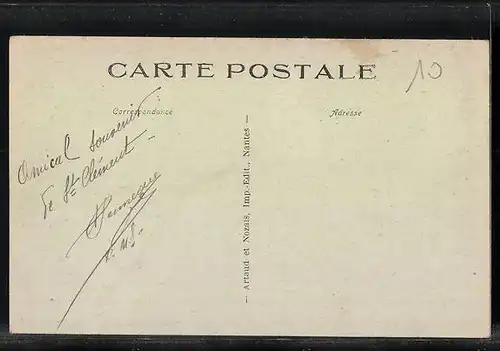 CARTE POSTALE
10
Correspondance
Adresse
Amical souvenir
de St Clément
Artaud et Nozais, Imp.-Edit., Nantes